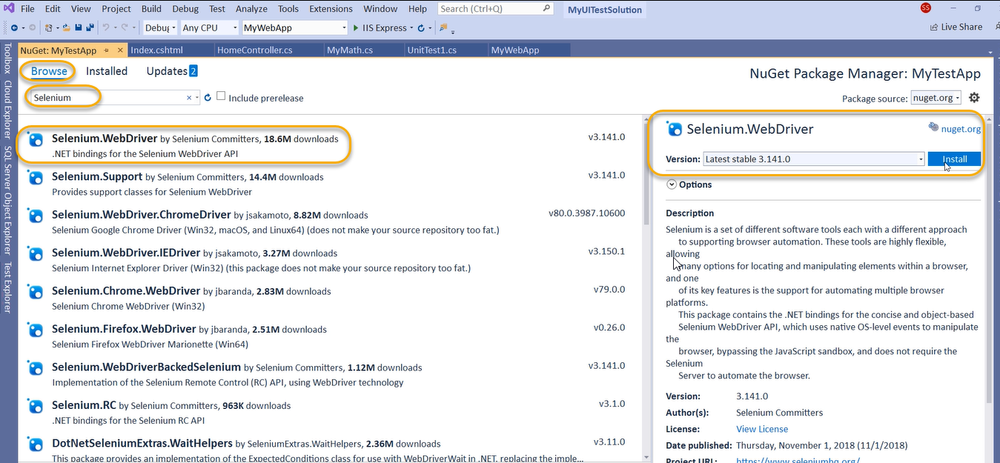 File Edit View Project Build Debug Test Analyze Tools Extensions Window Help Search (Ctrl+Q) MyUITestSolution SS
Debug Any CPU MyWebApp IIS Express Live Share
NuGet: MyTestApp Index.cshtml HomeController.cs MyMath.cs UnitTest1.cs MyWebApp
Toolbox
Cloud Explorer
SQL Server Object Explorer
Test Explorer
Browse Installed Updates 2
NuGet Package Manager: MyTestApp
Selenium Include prerelease
Package source: nuget.org
Selenium.WebDriver by Selenium Committers, 18.6M downloads v3.141.0
.NET bindings for the Selenium WebDriver API
Selenium.Support by Selenium Committers, 14.4M downloads v3.141.0
Provides support classes for Selenium WebDriver
Selenium.WebDriver.ChromeDriver by jsakamoto, 8.82M downloads v80.0.3987.10600
Selenium Google Chrome Driver (Win32, macOS, and Linux64) (does not make your source repository too fat.)
Selenium.WebDriver.IEDriver by jsakamoto, 3.27M downloads v3.150.1
Selenium Internet Explorer Driver (Win32) (this package does not make your source repository too fat.)
Selenium.Chrome.WebDriver by jbaranda, 2.83M downloads v79.0.0
Selenium Chrome WebDriver (Win32)
Selenium.Firefox.WebDriver by jbaranda, 2.51M downloads v0.26.0
Selenium Firefox WebDriver Marionette (Win64)
Selenium.WebDriverBackedSelenium by Selenium Committers, 1.12M downloads v3.141.0
Implementation of the Selenium Remote Control (RC) API, using WebDriver technology
Selenium.RC by Selenium Committers, 963K downloads v3.1.0
.NET bindings for the Selenium RC API
DotNetSeleniumExtras.WaitHelpers by SeleniumExtras.WaitHelpers, 2.36M downloads v3.11.0
This package provides an implementation of the ExpectedConditions class for use with WebDriverWait in .NET, replacing the imple...
Selenium.WebDriver nuget.org
Version: Latest stable 3.141.0 Install
Options
Description
Selenium is a set of different software tools each with a different approach
to supporting browser automation. These tools are highly flexible,
allowing
many options for locating and manipulating elements within a browser,
and one
of its key features is the support for automating multiple browser
platforms.
This package contains the .NET bindings for the concise and object-based
Selenium WebDriver API, which uses native OS-level events to manipulate
the
browser, bypassing the JavaScript sandbox, and does not require the
Selenium
Server to automate the browser.
Version: 3.141.0
Author(s): Selenium Committers
License: View License
Date published: Thursday, November 1, 2018 (11/1/2018)
Project URL: https://www.seleniumhq.org/